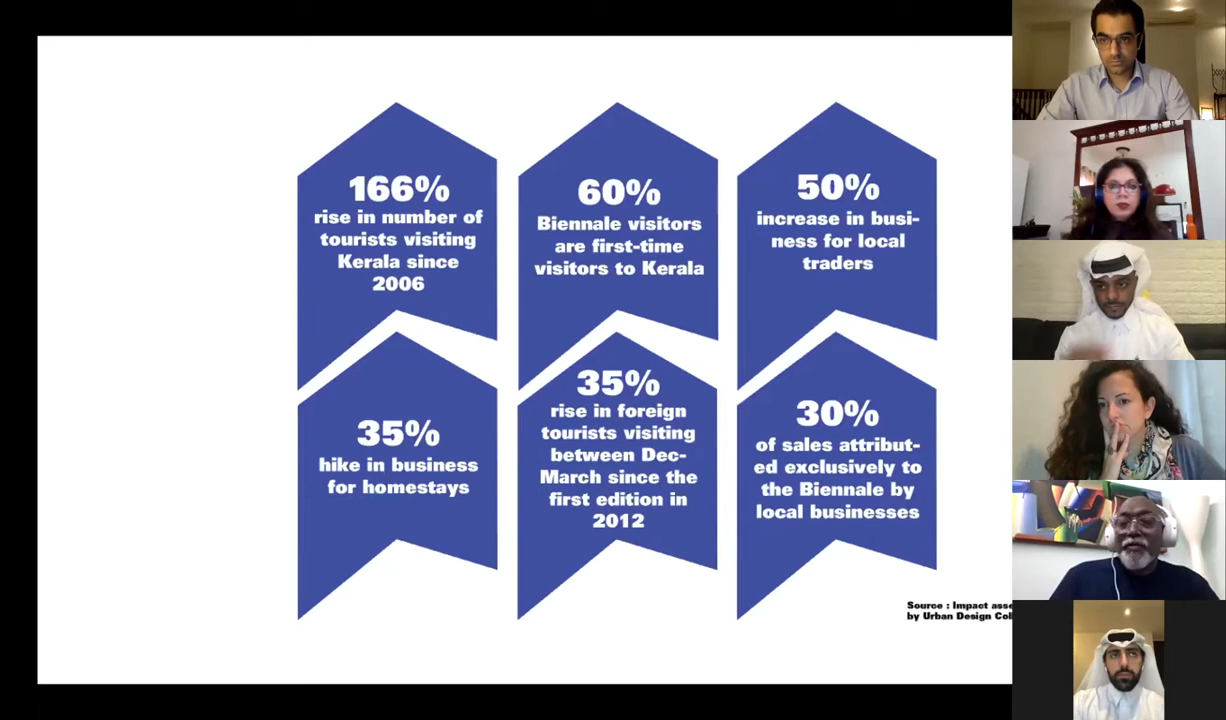 166%
rise in number of
tourists visiting
Kerala since
2006
60%
Biennale visitors
are first-time
visitors to Kerala
50%
increase in busi-
ness for local
traders
35%
hike in business
for homestays
35%
rise in foreign
tourists visiting
between Dec-
March since the
first edition in
2012
30%
of sales attribut-
ed exclusively to
the Biennale by
local businesses
Source : Impact
by Urban Design